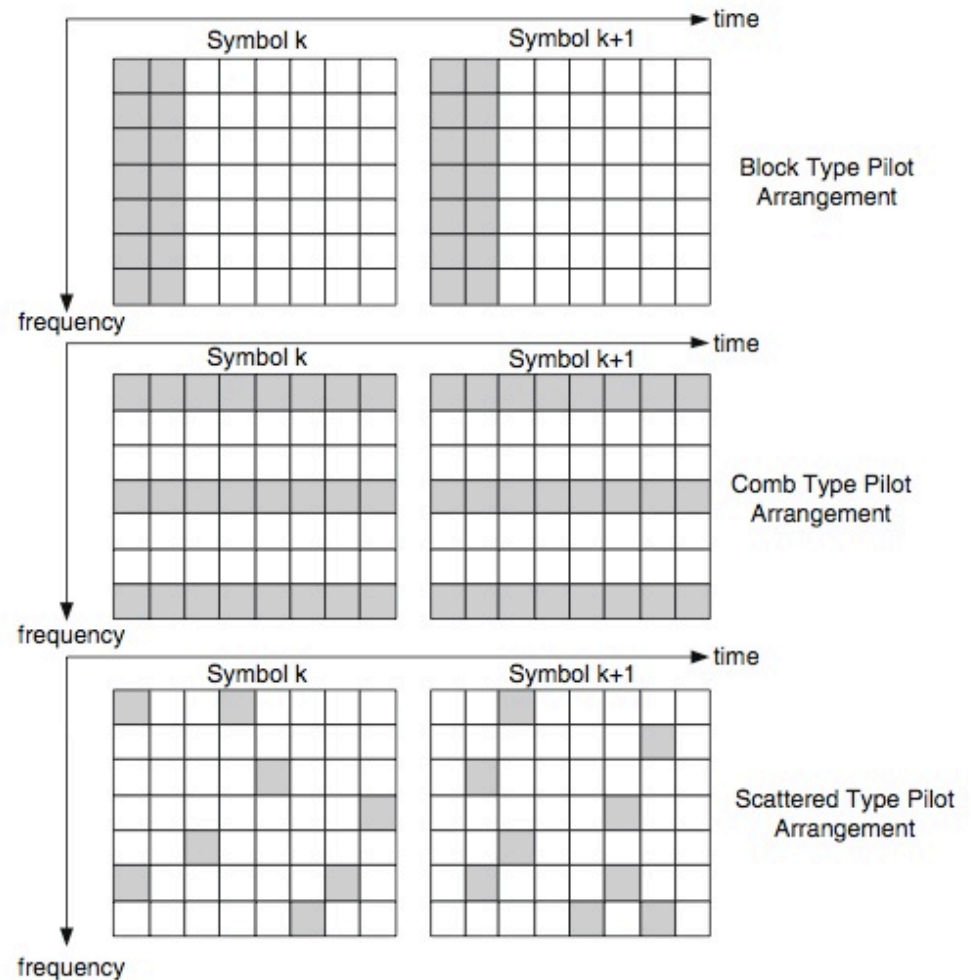 time
Symbol k
Symbol k+1
Block Type Pilot
Arrangement
frequency
time
Symbol k
Symbol k+1
Comb Type Pilot
Arrangement
frequency
time
Symbol k
Symbol k+1
Scattered Type Pilot
Arrangement
frequency